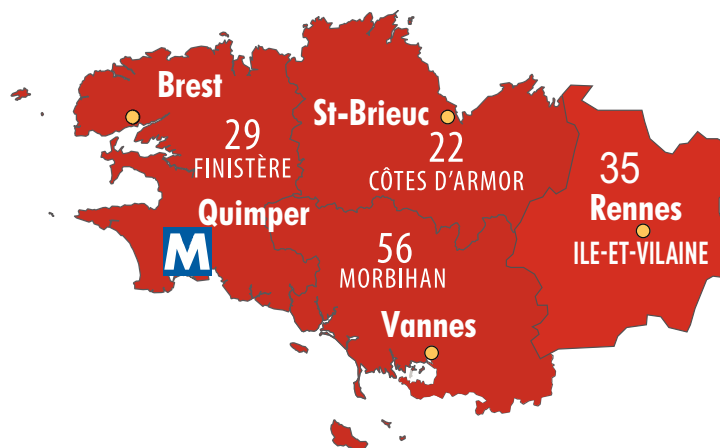 Brest
29
FINISTÈRE
St-Brieuc
22
CÔTES D'ARMOR
35
Rennes
ILE-ET-VILAINE
Quimper
M
56
MORBIHAN
Vannes